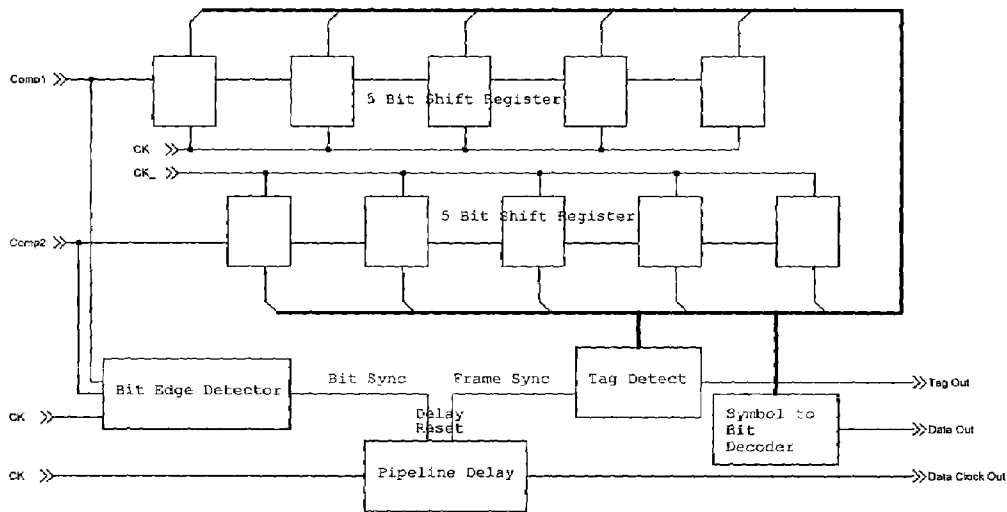 Comp1
5 Bit Shift Register
CK
CK_
5 Bit Shift Register
Comp2
Bit Sync
Frame Sync
Tag Detect
Tag Out
Bit Edge Detector
CK
Delay
Reset
Symbol to
Bit
Decoder
Data Out
CK
Pipeline Delay
Data Clock Out